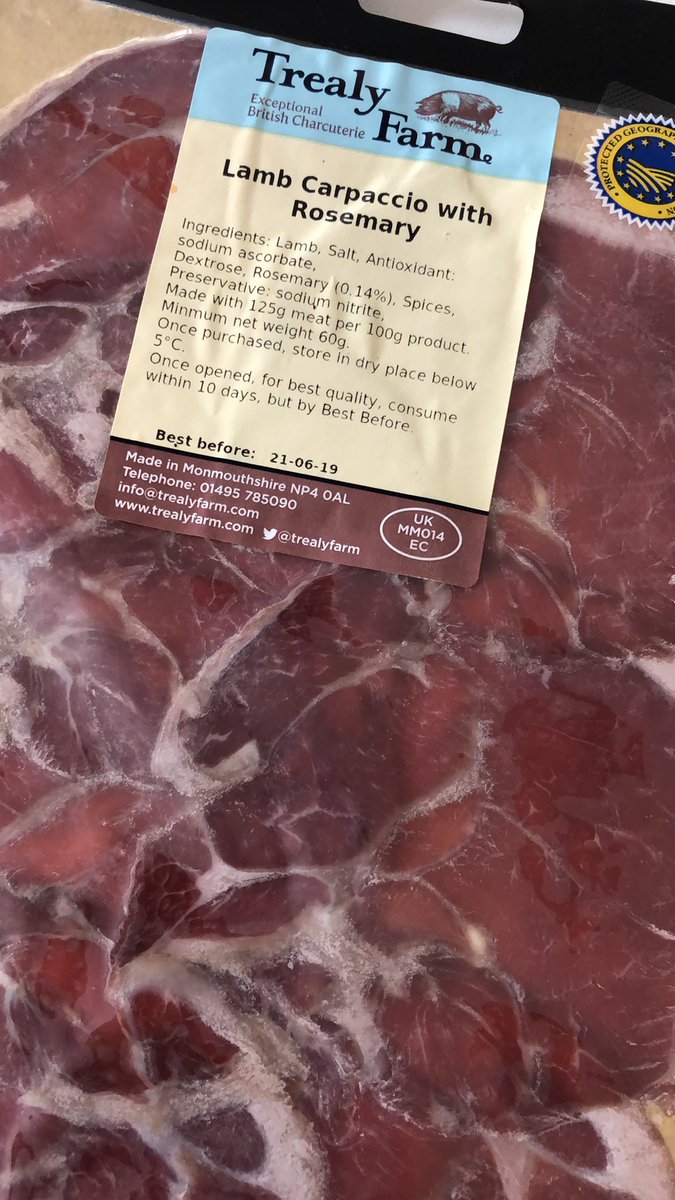 Trealy
Farm
Exceptional
British Charcuterie
PROTECTED GEOGRAP
Lamb Carpaccio with
Rosemary
Ingredients: Lamb, Salt, Antioxidant:
sodium ascorbate,
Dextrose, Rosemary (0.14%), Spices,
Preservative: sodium nitrite,
Made with 125g meat per 100g product.
Minmum net weight 60g.
Once purchased, store in dry place below
5°C.
Once opened, for best quality, consume
within 10 days, but by Best Before.
Best before: 21-06-19
Made in Monmouthshire NP4 0AL
Telephone: 01495 785090
info@trealyfarm.com
www.trealyfarm.com @trealyfarm
UK
MM014
EC